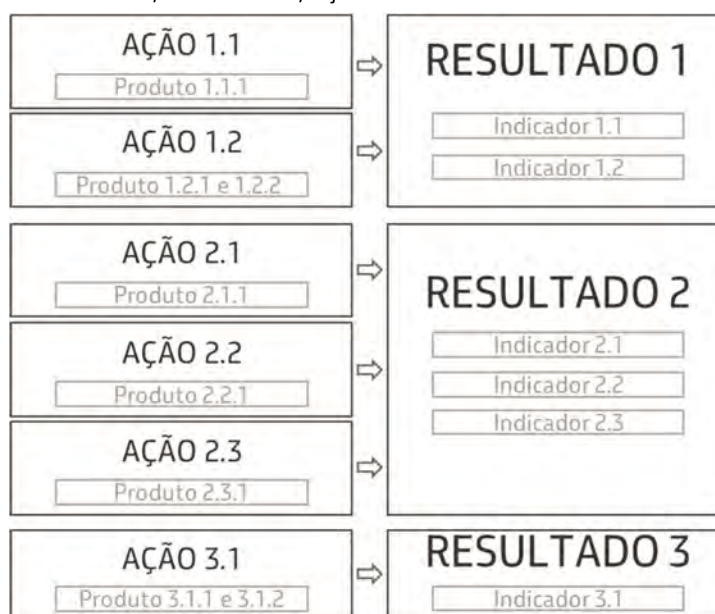 AÇÃO 1.1
Produto 1.1.1
AÇÃO 1.2
Produto 1.2.1 e 1.2.2
RESULTADO 1
Indicador 1.1
Indicador 1.2
AÇÃO 2.1
Produto 2.1.1
AÇÃO 2.2
Produto 2.2.1
AÇÃO 2.3
Produto 2.3.1
RESULTADO 2
Indicador 2.1
Indicador 2.2
Indicador 2.3
AÇÃO 3.1
Produto 3.1.1 e 3.1.2
RESULTADO 3
Indicador 3.1